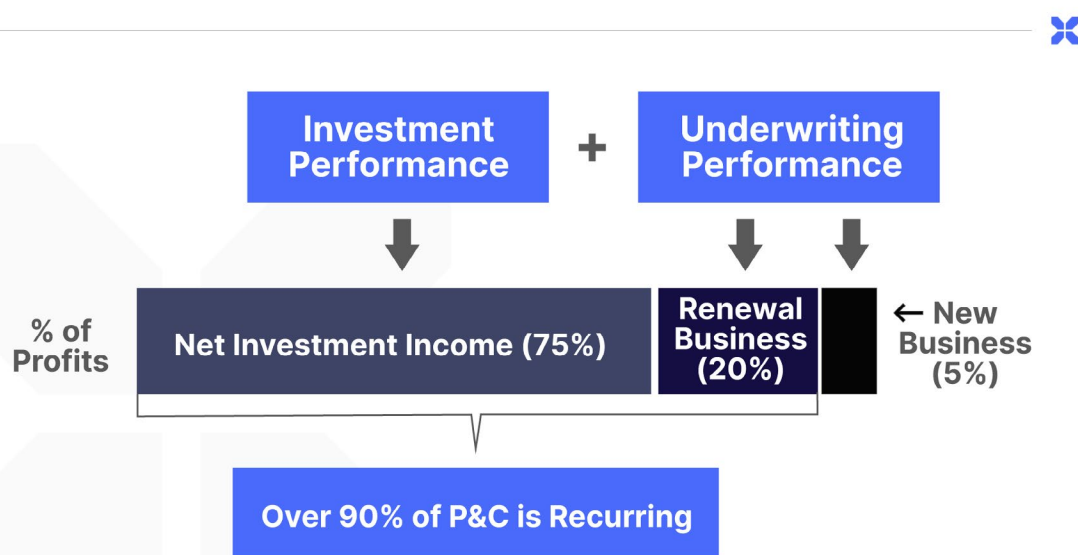 Investment
Performance
+
Underwriting
Performance
% of
Profits
Net Investment Income (75%)
Renewal
Business
(20%)
← New
Business
(5%)
Over 90% of P&C is Recurring